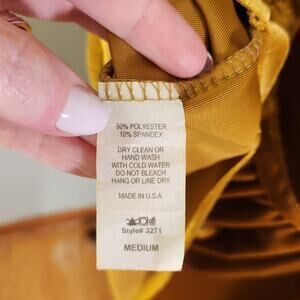 90% POLYESTER
10% SPANDEX
DRY CLEAN OR
HAND WASH
WITH COLD WATER
DO NOT BLEACH
HANG OR LINE DRY
MADE IN U.S.A
Style# 3271
MEDIUM